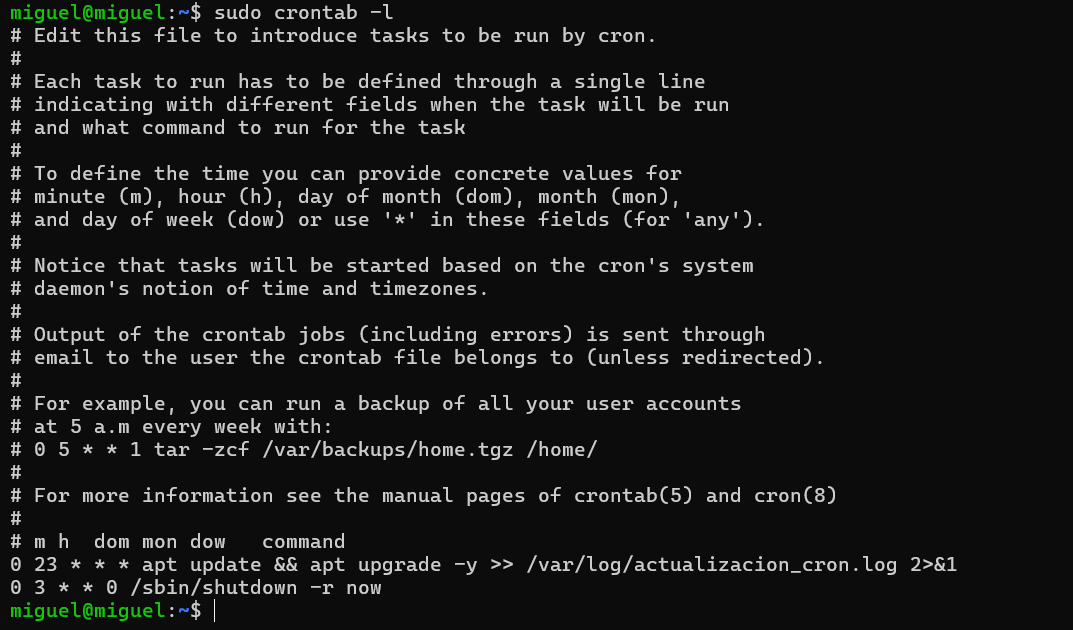 miguel@miguel:~$ sudo crontab -l
# Edit this file to introduce tasks to be run by cron.
#
# Each task to run has to be defined through a single line
# indicating with different fields when the task will be run
# and what command to run for the task
#
# To define the time you can provide concrete values for
# minute (m), hour (h), day of month (dom), month (mon),
# and day of week (dow) or use '*' in these fields (for 'any').
#
# Notice that tasks will be started based on the cron's system
# daemon's notion of time and timezones.
#
# Output of the crontab jobs (including errors) is sent through
# email to the user the crontab file belongs to (unless redirected).
#
# For example, you can run a backup of all your user accounts
# at 5 a.m every week with:
# 0 5 * * 1 tar -zcf /var/backups/home.tgz /home/
#
# For more information see the manual pages of crontab(5) and cron(8)
#
# m h  dom mon dow   command
0 23 * * * apt update && apt upgrade -y >> /var/log/actualizacion_cron.log 2>&1
0 3 * * 0 /sbin/shutdown -r now
miguel@miguel:~$